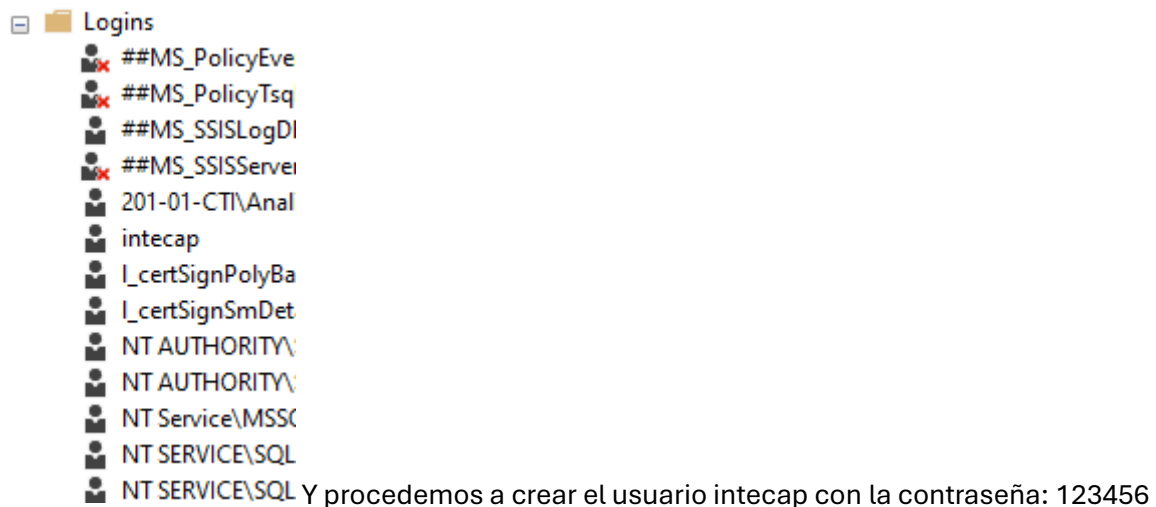 Logins
##MS_PolicyEve
##MS_PolicyTsq
##MS_SSISLogDI
##MS_SSISServer
201-01-CTI\Anal
intecap
l_certSignPolyBa
l_certSignSmDet
NT AUTHORITY\
NT AUTHORITY\
NT Service\MSS
NT SERVICE\SQL
NT SERVICE\SQL Y procedemos a crear el usuario intecap con la contraseña: 123456